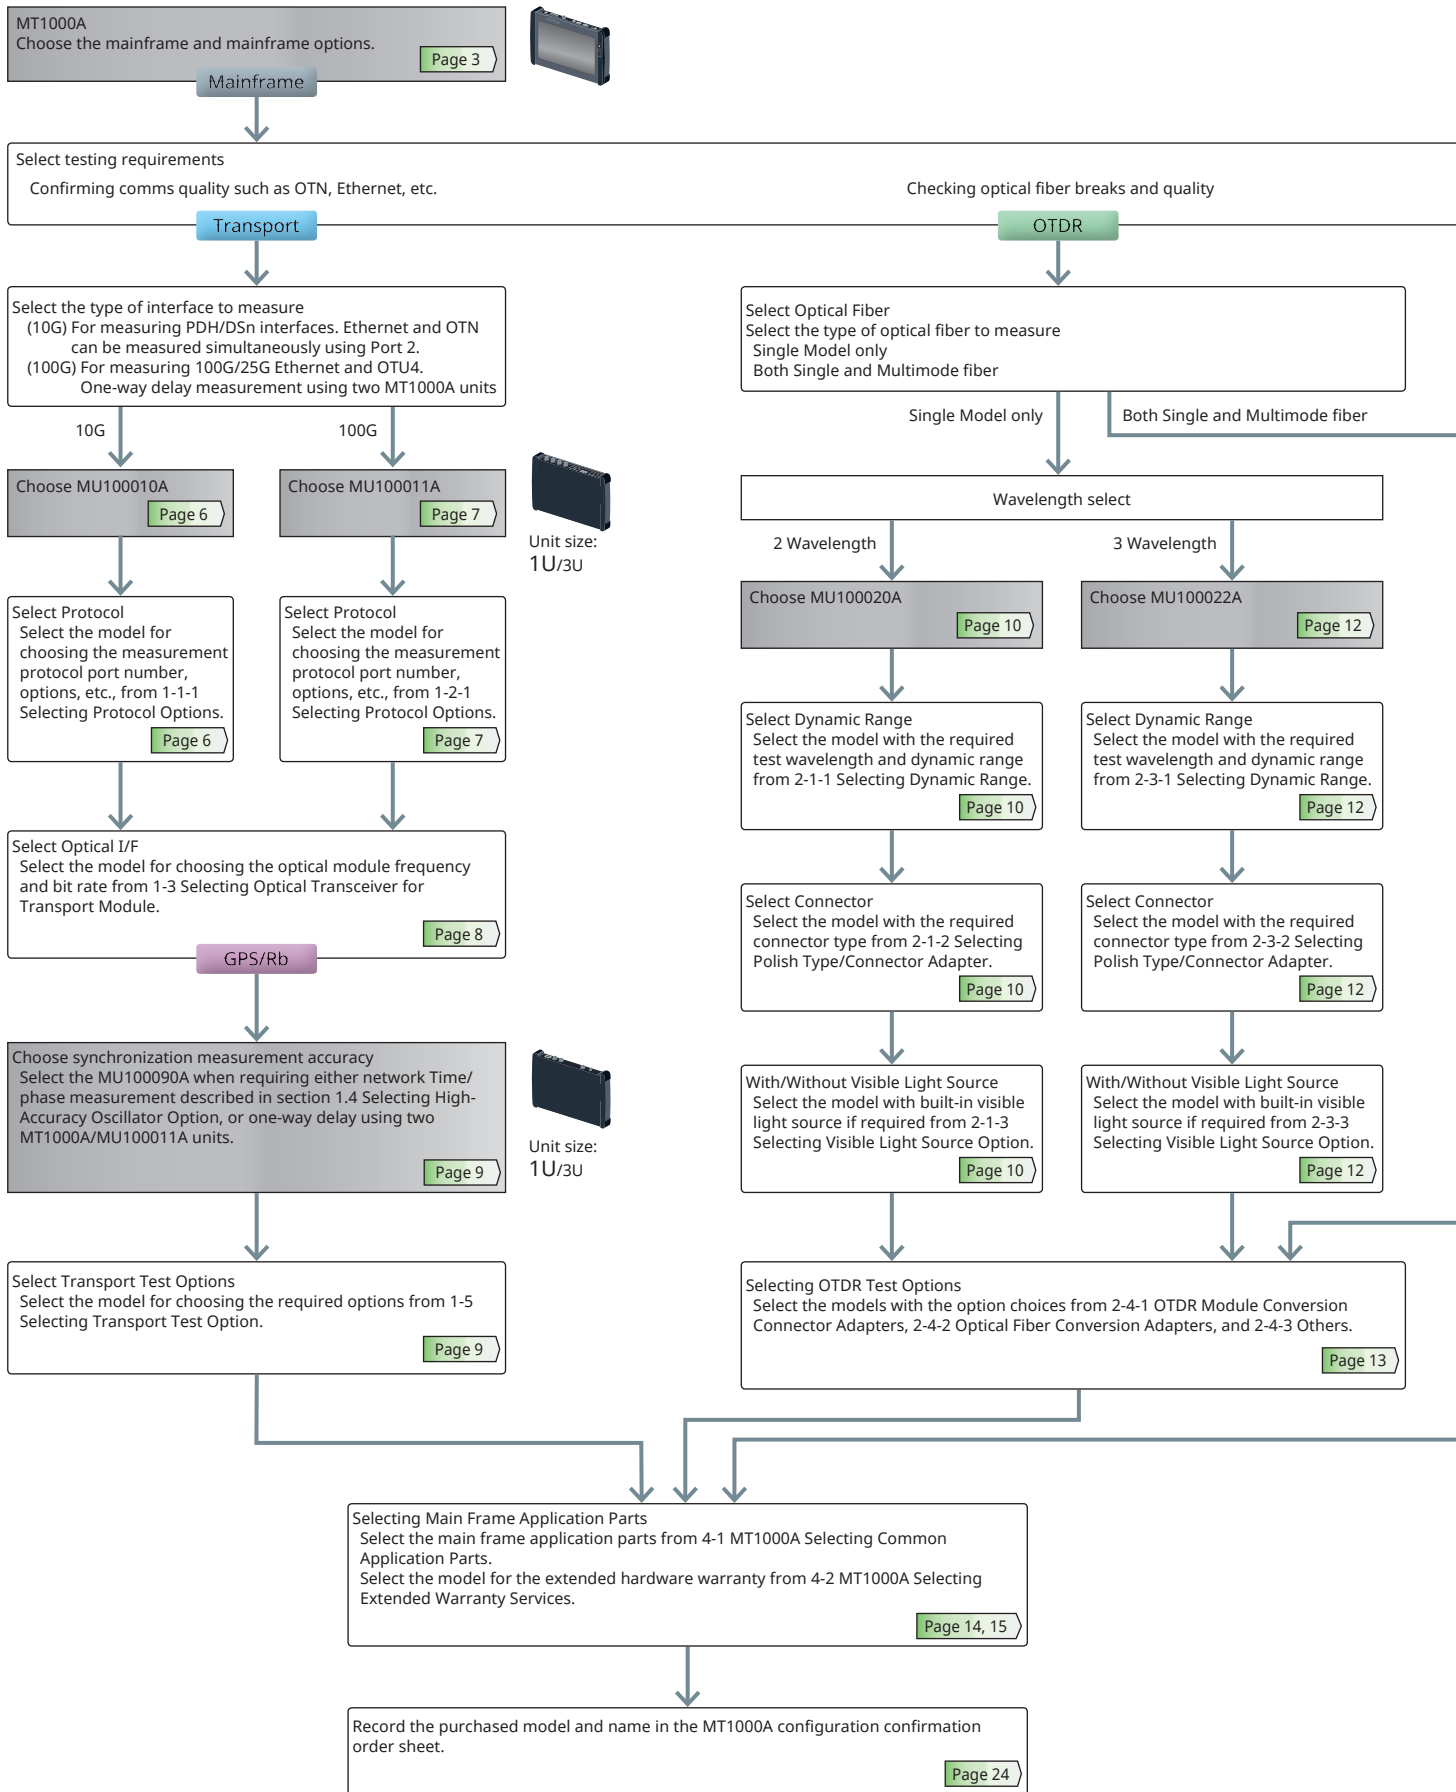 MT1000A
Choose the mainframe and mainframe options.
Page 3
Mainframe
Select testing requirements
Confirming comms quality such as OTN, Ethernet, etc.
Checking optical fiber breaks and quality
Transport
OTDR
Select the type of interface to measure
(10G) For measuring PDH/DSn interfaces. Ethernet and OTN
can be measured simultaneously using Port 2.
(100G) For measuring 100G/25G Ethernet and OTU4.
One-way delay measurement using two MT1000A units
10G
100G
Choose MU100010A
Page 6
Choose MU100011A
Page 7
Unit size:
1U/3U
Select Protocol
Select the model for
choosing the measurement
protocol port number,
options, etc., from 1-1-1
Selecting Protocol Options.
Page 6
Select Protocol
Select the model for
choosing the measurement
protocol port number,
options, etc., from 1-2-1
Selecting Protocol Options.
Page 7
Select Optical I/F
Select the model for choosing the optical module frequency
and bit rate from 1-3 Selecting Optical Transceiver for
Transport Module.
Page 8
GPS/Rb
Choose synchronization measurement accuracy
Select the MU100090A when requiring either network Time/
phase measurement described in section 1.4 Selecting High-
Accuracy Oscillator Option, or one-way delay using two
MT1000A/MU100011A units.
Page 9
Unit size:
1U/3U
Select Transport Test Options
Select the model for choosing the required options from 1-5
Selecting Transport Test Option.
Page 9
Select Optical Fiber
Select the type of optical fiber to measure
Single Model only
Both Single and Multimode fiber
Single Model only
Both Single and Multimode fiber
Wavelength select
2 Wavelength
3 Wavelength
Choose MU100020A
Page 10
Choose MU100022A
Page 12
Select Dynamic Range
Select the model with the required
test wavelength and dynamic range
from 2-1-1 Selecting Dynamic Range.
Page 10
Select Dynamic Range
Select the model with the required
test wavelength and dynamic range
from 2-3-1 Selecting Dynamic Range.
Page 12
Select Connector
Select the model with the required
connector type from 2-1-2 Selecting
Polish Type/Connector Adapter.
Page 10
Select Connector
Select the model with the required
connector type from 2-3-2 Selecting
Polish Type/Connector Adapter.
Page 12
With/Without Visible Light Source
Select the model with built-in visible
light source if required from 2-1-3
Selecting Visible Light Source Option.
Page 10
With/Without Visible Light Source
Select the model with built-in visible
light source if required from 2-3-3
Selecting Visible Light Source Option.
Page 12
Selecting OTDR Test Options
Select the models with the option choices from 2-4-1 OTDR Module Conversion
Connector Adapters, 2-4-2 Optical Fiber Conversion Adapters, and 2-4-3 Others.
Page 13
Selecting Main Frame Application Parts
Select the main frame application parts from 4-1 MT1000A Selecting Common
Application Parts.
Select the model for the extended hardware warranty from 4-2 MT1000A Selecting
Extended Warranty Services.
Page 14, 15
Record the purchased model and name in the MT1000A configuration confirmation
order sheet.
Page 24